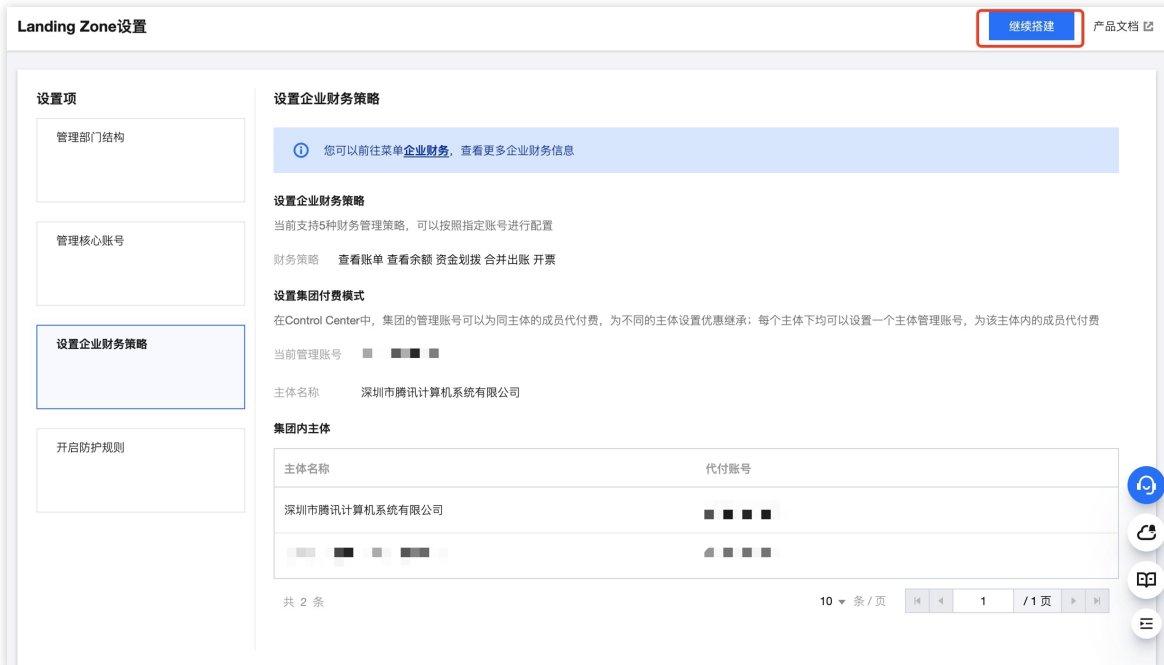 Landing Zone设置
继续搭建
产品文档
设置项
管理部门结构
管理核心账号
设置企业财务策略
开启防护规则
设置企业财务策略
您可以前往菜单企业财务，查看更多企业财务信息
设置企业财务策略
当前支持5种财务管理策略，可以按照指定账号进行配置
财务策略 查看账单 查看余额 资金划拨 合并出账 开票
设置集团付费模式
在Control Center中，集团的管理账号可以为同主体的成员代付费，为不同的主体设置优惠继承；每个主体下均可以设置一个主体管理账号，为该主体内的成员代付费
当前管理账号
主体名称 深圳市腾讯计算机系统有限公司
集团内主体
主体名称 代付账号
深圳市腾讯计算机系统有限公司
共 2 条 10 条 / 页 1 / 1 页